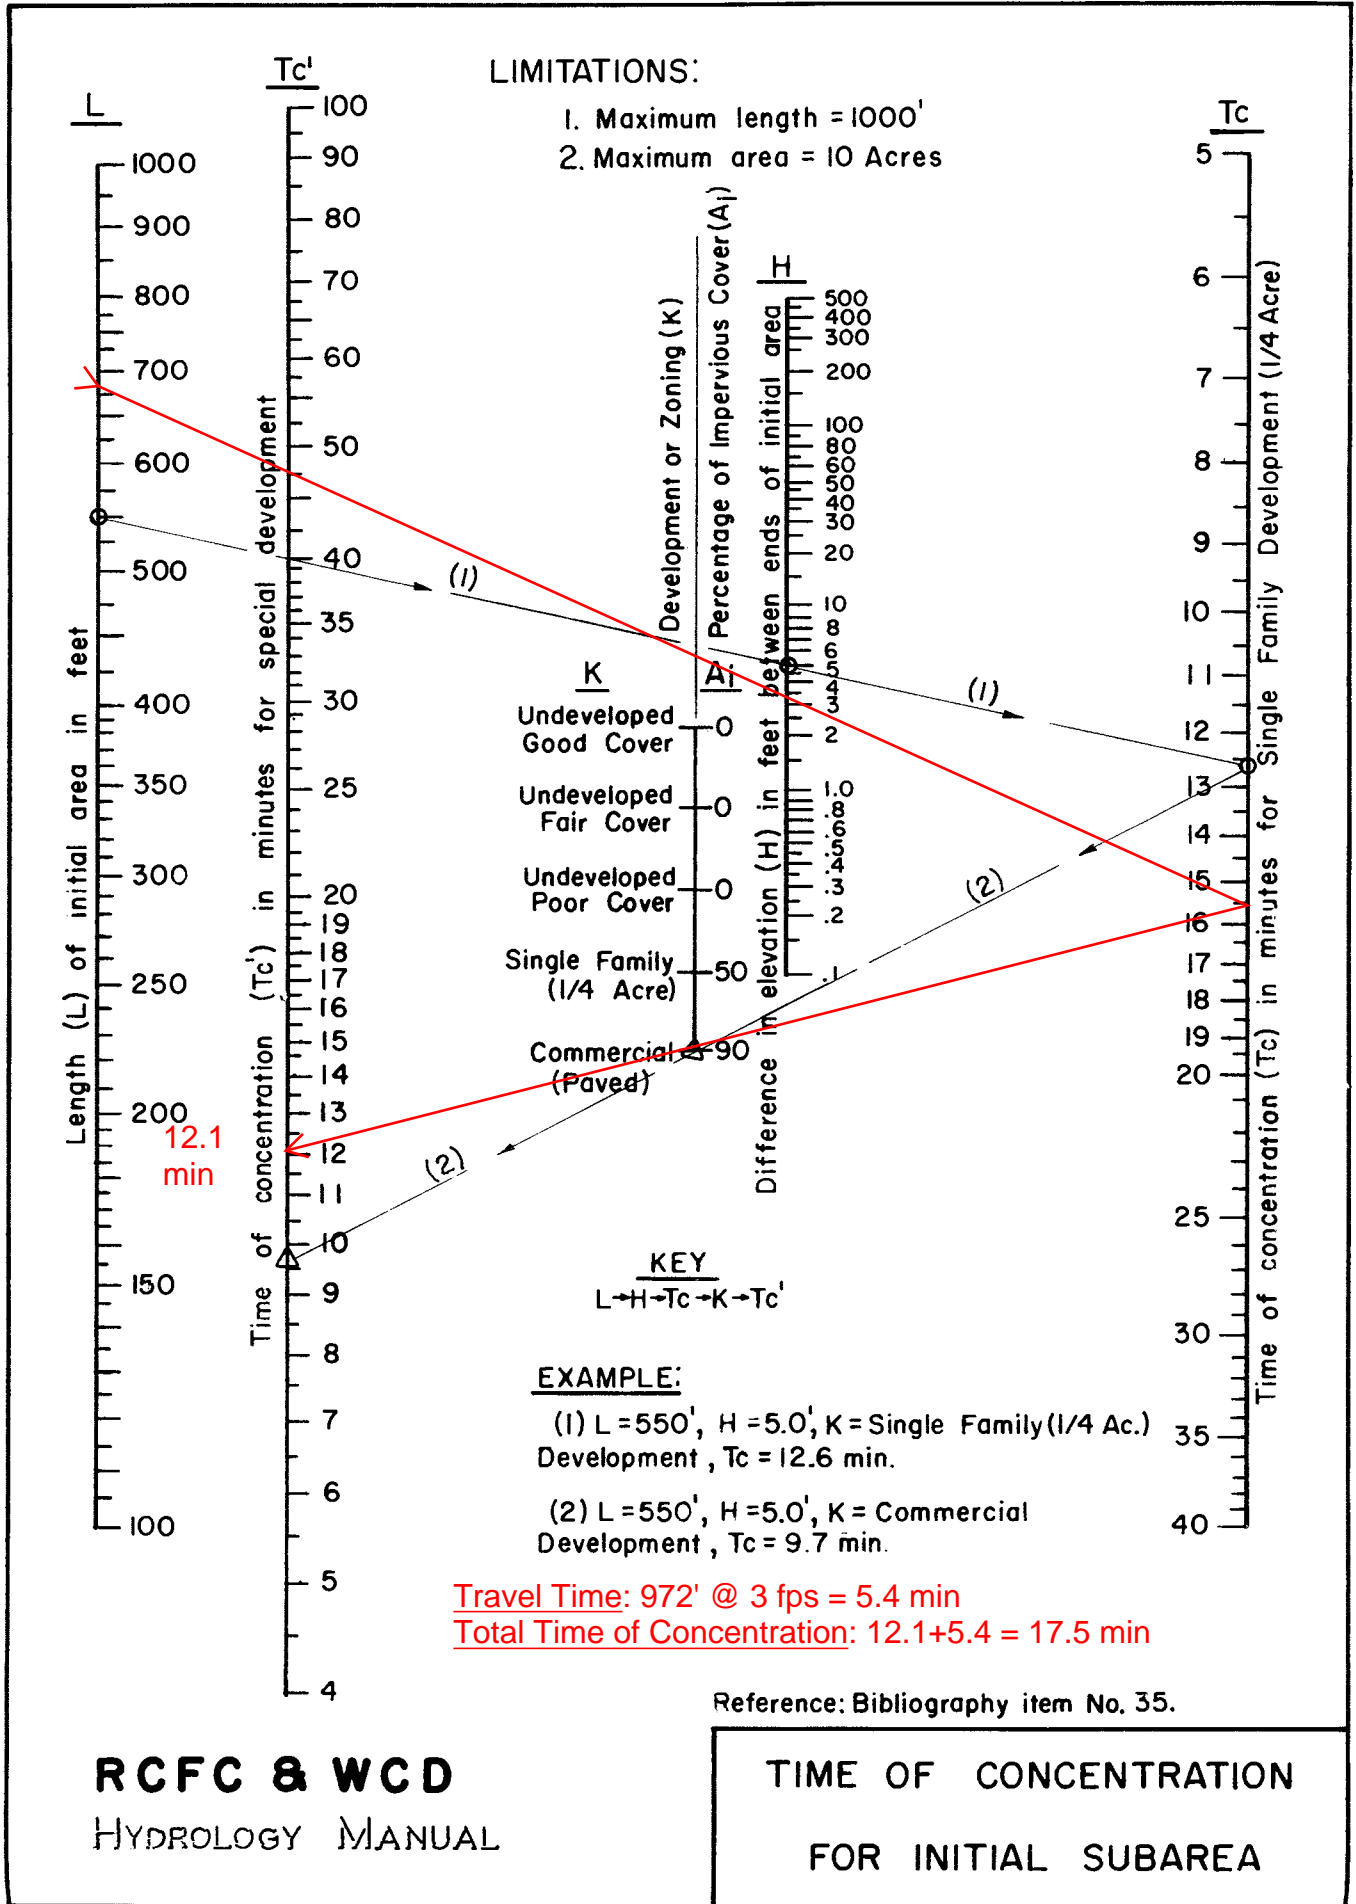 LIMITATIONS:
1. Maximum length = 1000'
2. Maximum area = 10 Acres
L
1000
900
800
700
600
500
400
350
300
250
200
150
100
Length (L) of initial area in feet
Tc'
100
90
80
70
60
50
40
35
30
25
20
19
18
17
16
15
14
13
12
11
10
9
8
7
6
5
4
Time of concentration (Tc') in minutes for special development
12.1
min
(1)
(2)
Development or Zoning (K)
Percentage of Impervious Cover (Ai)
K
Ai
Undeveloped
Good Cover
0
Undeveloped
Fair Cover
0
Undeveloped
Poor Cover
0
Single Family
(1/4 Acre)
50
Commercial
(Paved)
90
H
500
400
300
200
100
80
60
50
40
30
20
10
8
6
5
4
3
2
1.0
.8
.6
.5
.4
.3
.2
.1
Difference in elevation (H) in feet between ends of initial area
(1)
(2)
Tc
5
6
7
8
9
10
11
12
13
14
15
16
17
18
19
20
25
30
35
40
Time of concentration (Tc) in minutes for Single Family Development (1/4 Acre)
KEY
L→H→Tc→K→Tc'
EXAMPLE:
(1) L = 550', H = 5.0', K = Single Family (1/4 Ac.)
Development, Tc = 12.6 min.
(2) L = 550', H = 5.0', K = Commercial
Development, Tc = 9.7 min.
Travel Time: 972' @ 3 fps = 5.4 min
Total Time of Concentration: 12.1+5.4 = 17.5 min
Reference: Bibliography item No. 35.
RCFC & WCD
HYDROLOGY MANUAL
TIME OF CONCENTRATION
FOR INITIAL SUBAREA